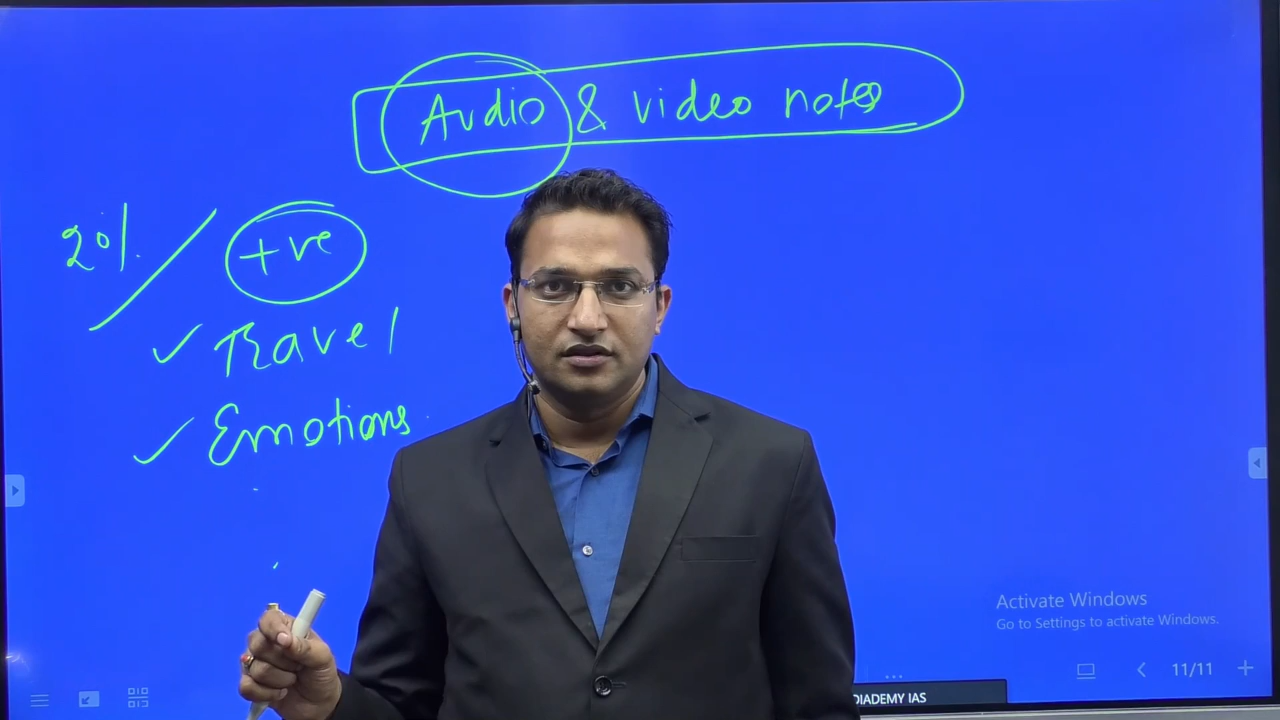 Audio & video notes
20%.
+ve
Travel
Emotions
Activate Windows
Go to Settings to activate Windows.
11/11
DIADEMY IAS